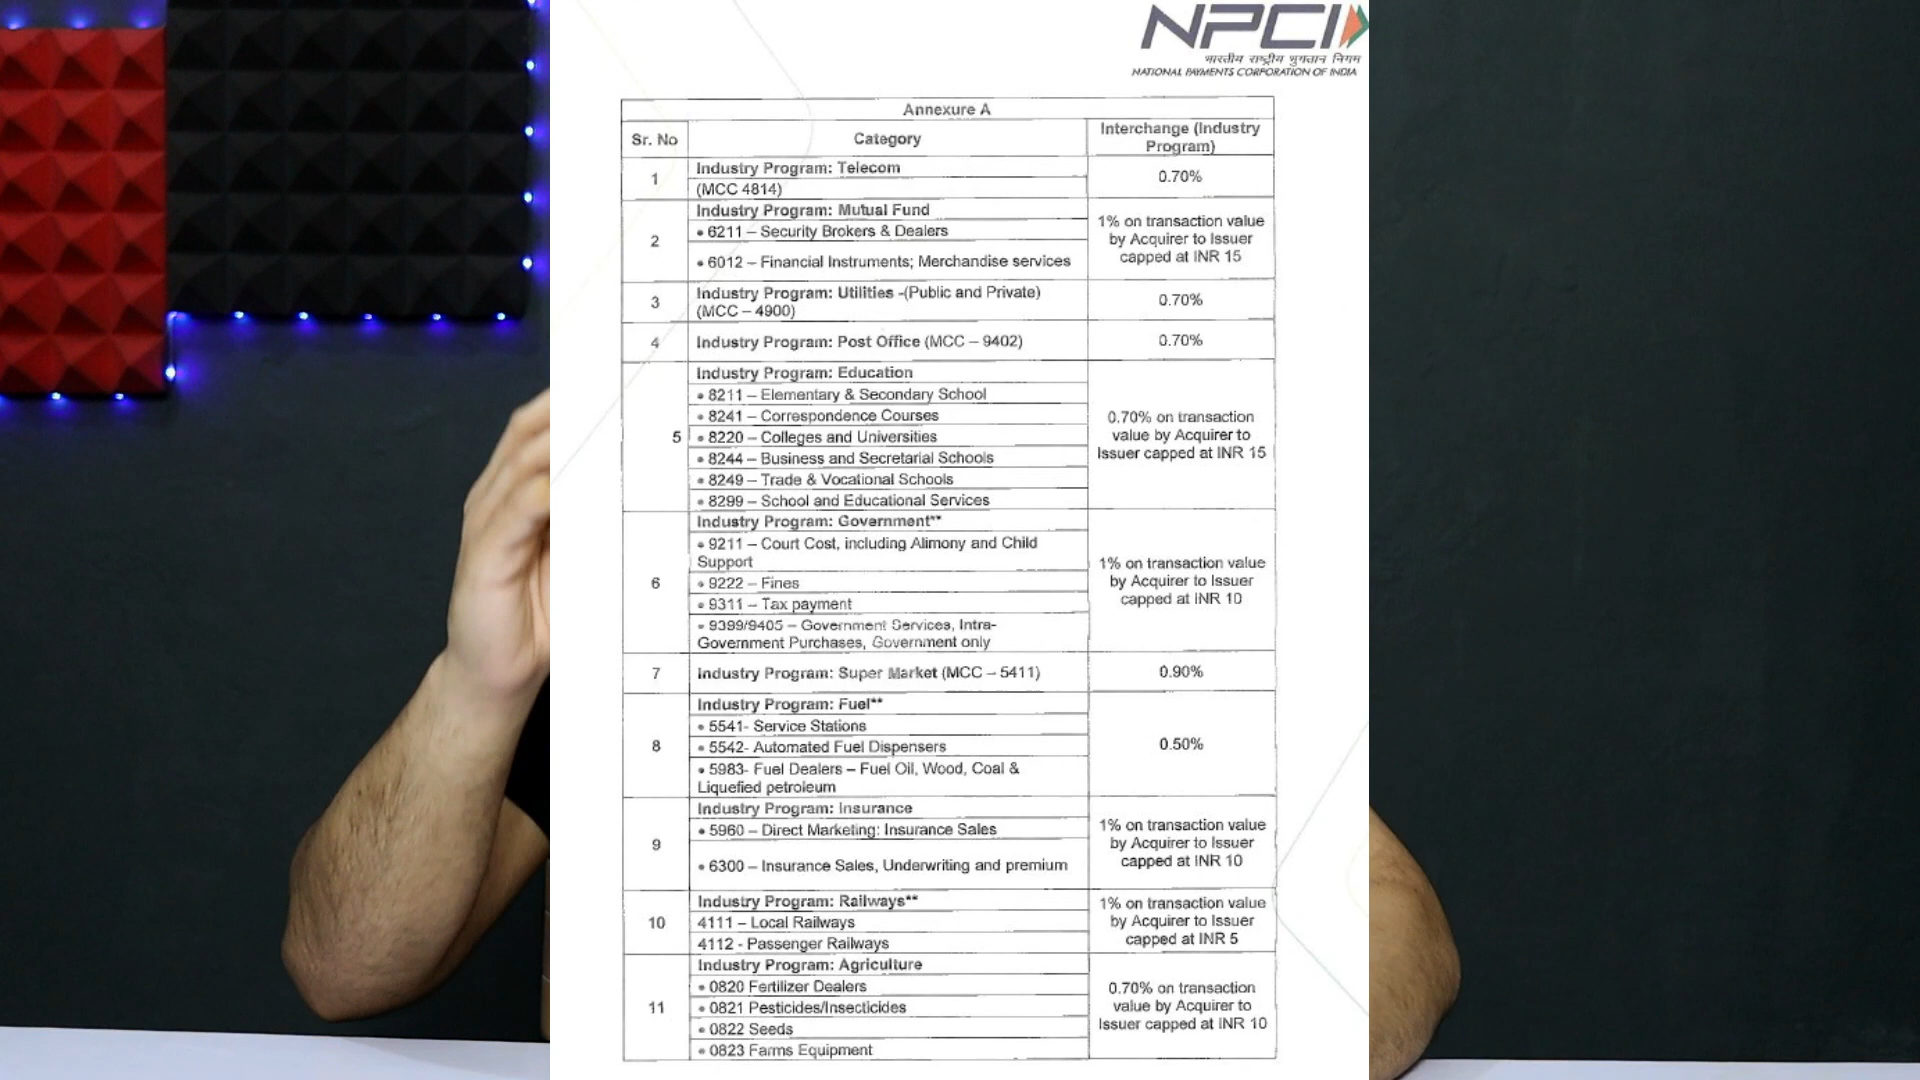 NPCI
भारतीय राष्ट्रीय भुगतान निगम
NATIONAL PAYMENTS CORPORATION OF INDIA
Annexure A
Sr. No
Category
Interchange (Industry
Program)
1
Industry Program: Telecom
(MCC 4814)
0.70%
2
Industry Program: Mutual Fund
• 6211 – Security Brokers & Dealers
• 6012 – Financial Instruments; Merchandise services
1% on transaction value
by Acquirer to Issuer
capped at INR 15
3
Industry Program: Utilities -(Public and Private)
(MCC – 4900)
0.70%
4
Industry Program: Post Office (MCC – 9402)
0.70%
5
Industry Program: Education
• 8211 – Elementary & Secondary School
• 8241 – Correspondence Courses
• 8220 – Colleges and Universities
• 8244 – Business and Secretarial Schools
• 8249 – Trade & Vocational Schools
• 8299 – School and Educational Services
0.70% on transaction
value by Acquirer to
Issuer capped at INR 15
6
Industry Program: Government**
• 9211 – Court Cost, including Alimony and Child
Support
• 9222 – Fines
• 9311 – Tax payment
• 9399/9405 – Government Services, Intra-
Government Purchases, Government only
1% on transaction value
by Acquirer to Issuer
capped at INR 10
7
Industry Program: Super Market (MCC – 5411)
0.90%
8
Industry Program: Fuel**
• 5541- Service Stations
• 5542- Automated Fuel Dispensers
• 5983- Fuel Dealers – Fuel Oil, Wood, Coal &
Liquefied petroleum
0.50%
9
Industry Program: Insurance
• 5960 – Direct Marketing: Insurance Sales
• 6300 – Insurance Sales, Underwriting and premium
1% on transaction value
by Acquirer to Issuer
capped at INR 10
10
Industry Program: Railways**
4111 – Local Railways
4112 - Passenger Railways
1% on transaction value
by Acquirer to Issuer
capped at INR 5
11
Industry Program: Agriculture
• 0820 Fertilizer Dealers
• 0821 Pesticides/Insecticides
• 0822 Seeds
• 0823 Farms Equipment
0.70% on transaction
value by Acquirer to
Issuer capped at INR 10